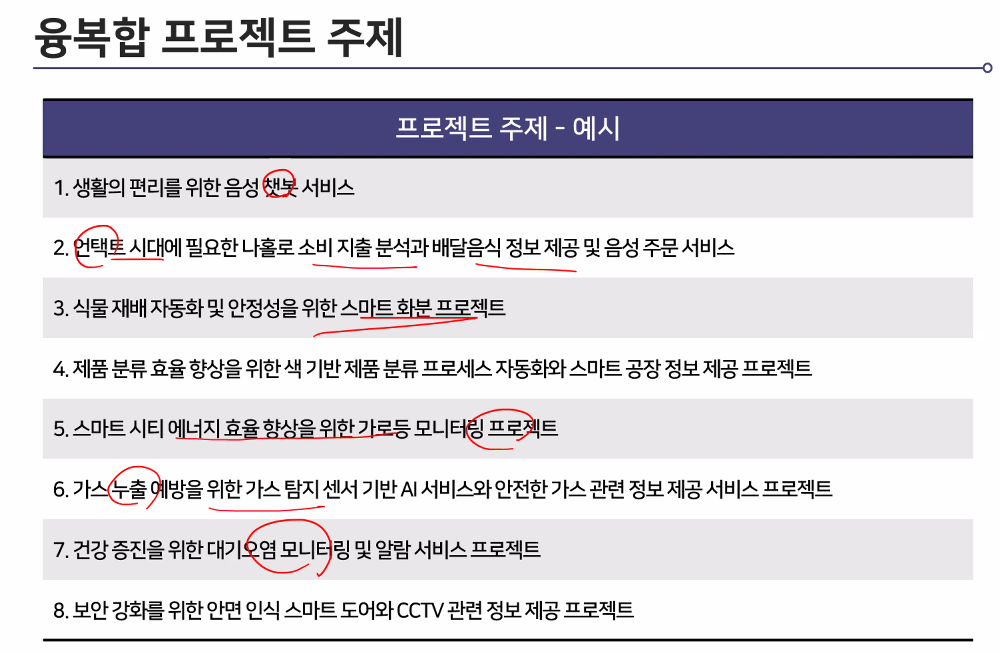 융복합 프로젝트 주제
프로젝트 주제 - 예시
1. 생활의 편리를 위한 음성 챗봇 서비스
2. 언택트 시대에 필요한 나홀로 소비 지출 분석과 배달음식 정보 제공 및 음성 주문 서비스
3. 식물 재배 자동화 및 안정성을 위한 스마트 화분 프로젝트
4. 제품 분류 효율 향상을 위한 색 기반 제품 분류 프로세스 자동화와 스마트 공장 정보 제공 프로젝트
5. 스마트 시티 에너지 효율 향상을 위한 가로등 모니터링 프로젝트
6. 가스 누출 예방을 위한 가스 탐지 센서 기반 AI 서비스와 안전한 가스 관련 정보 제공 서비스 프로젝트
7. 건강 증진을 위한 대기오염 모니터링 및 알람 서비스 프로젝트
8. 보안 강화를 위한 안면 인식 스마트 도어와 CCTV 관련 정보 제공 프로젝트